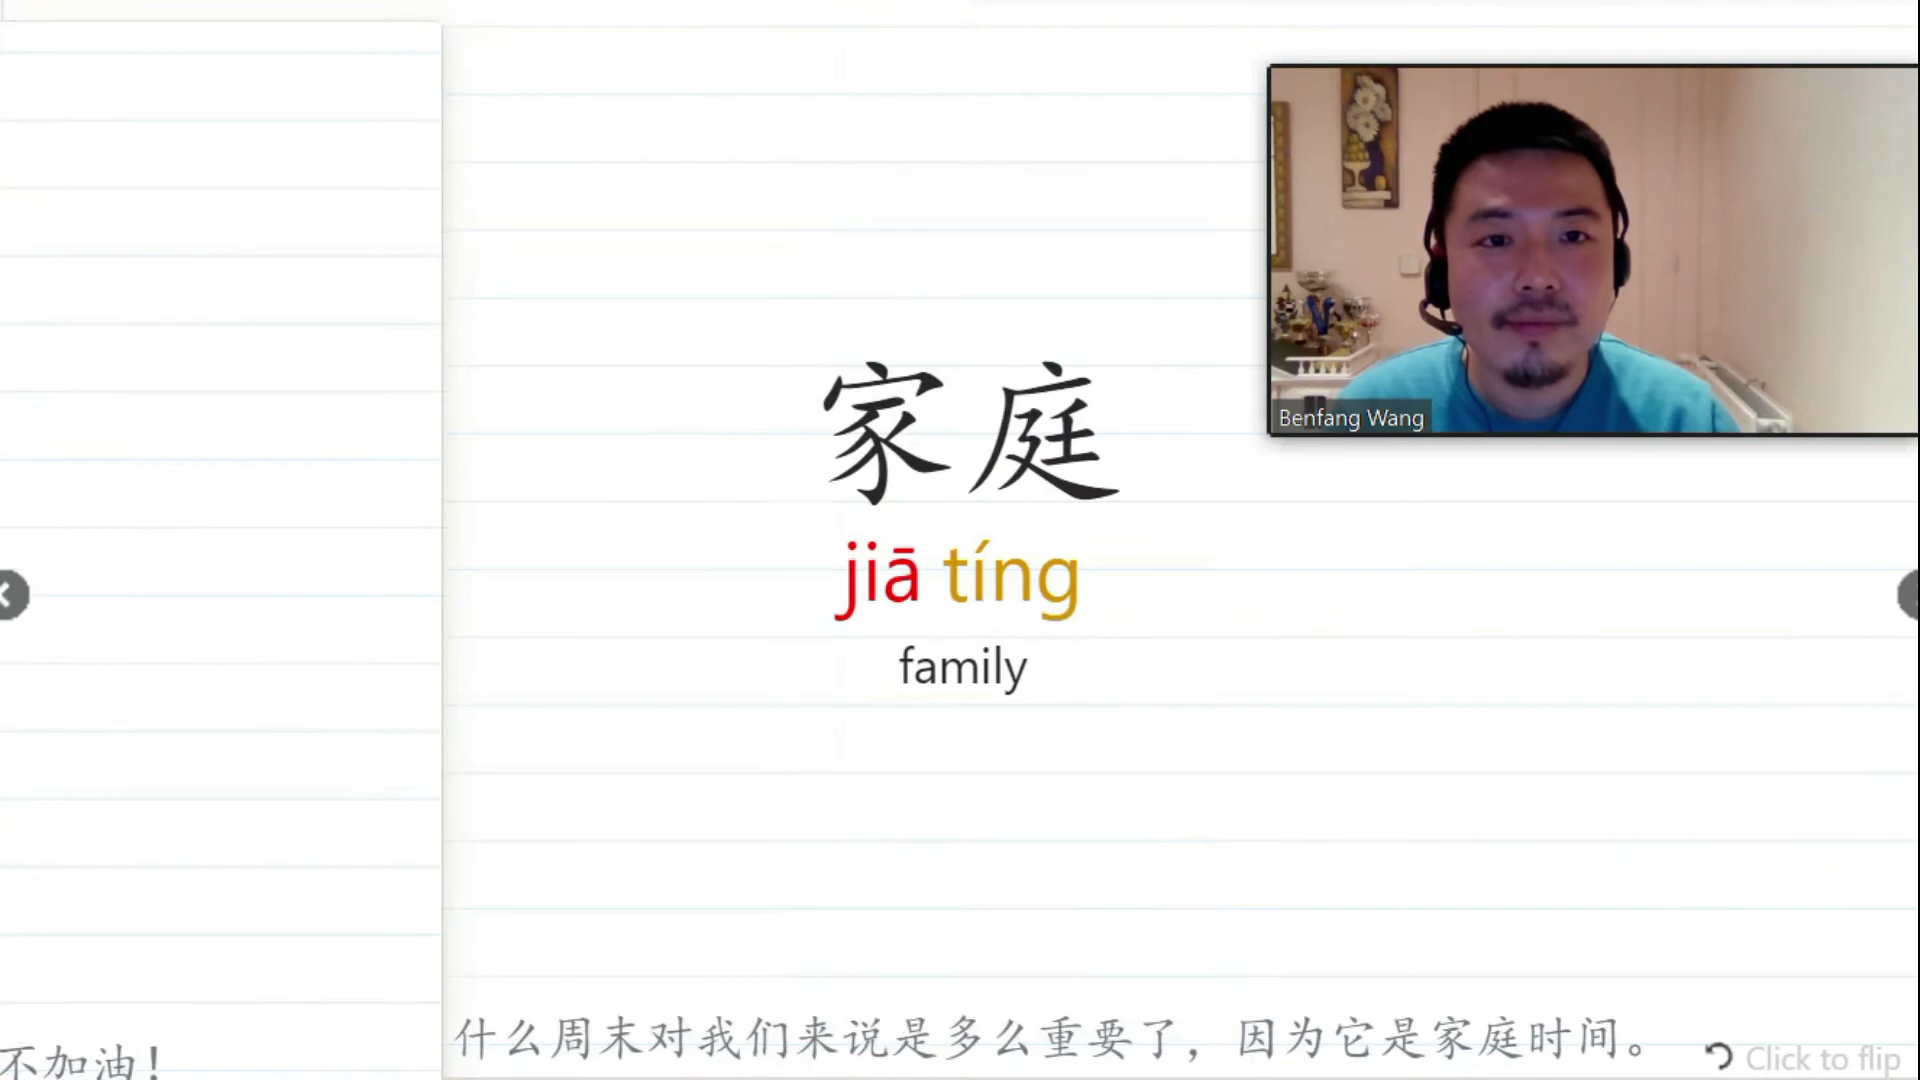 Benfang Wang
家庭
jiā tíng
family
什么周末对我们来说是多么重要了，因为它是家庭时间。
不加油！
Click to flip